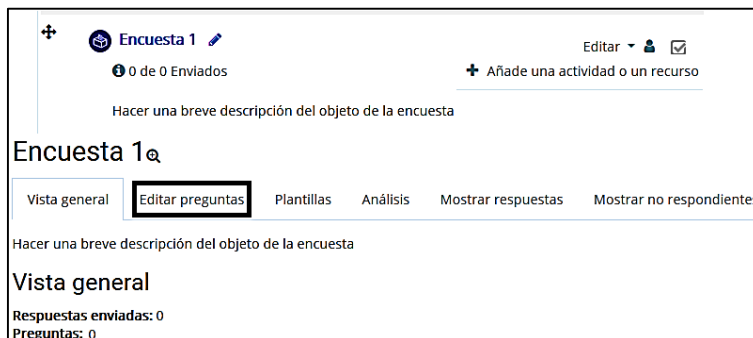 Encuesta 1
Editar
0 de 0 Enviados
Añade una actividad o un recurso
Hacer una breve descripción del objeto de la encuesta
Encuesta 1
Vista general Editar preguntas Plantillas Análisis Mostrar respuestas Mostrar no respondientes
Hacer una breve descripción del objeto de la encuesta
Vista general
Respuestas enviadas: 0
Preguntas: 0